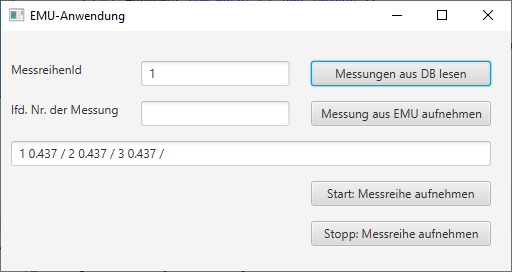 EMU-Anwendung
MessreihenId 1 Messungen aus DB lesen
lfd. Nr. der Messung Messung aus EMU aufnehmen
1 0.437 / 2 0.437 / 3 0.437 /
Start: Messreihe aufnehmen
Stopp: Messreihe aufnehmen